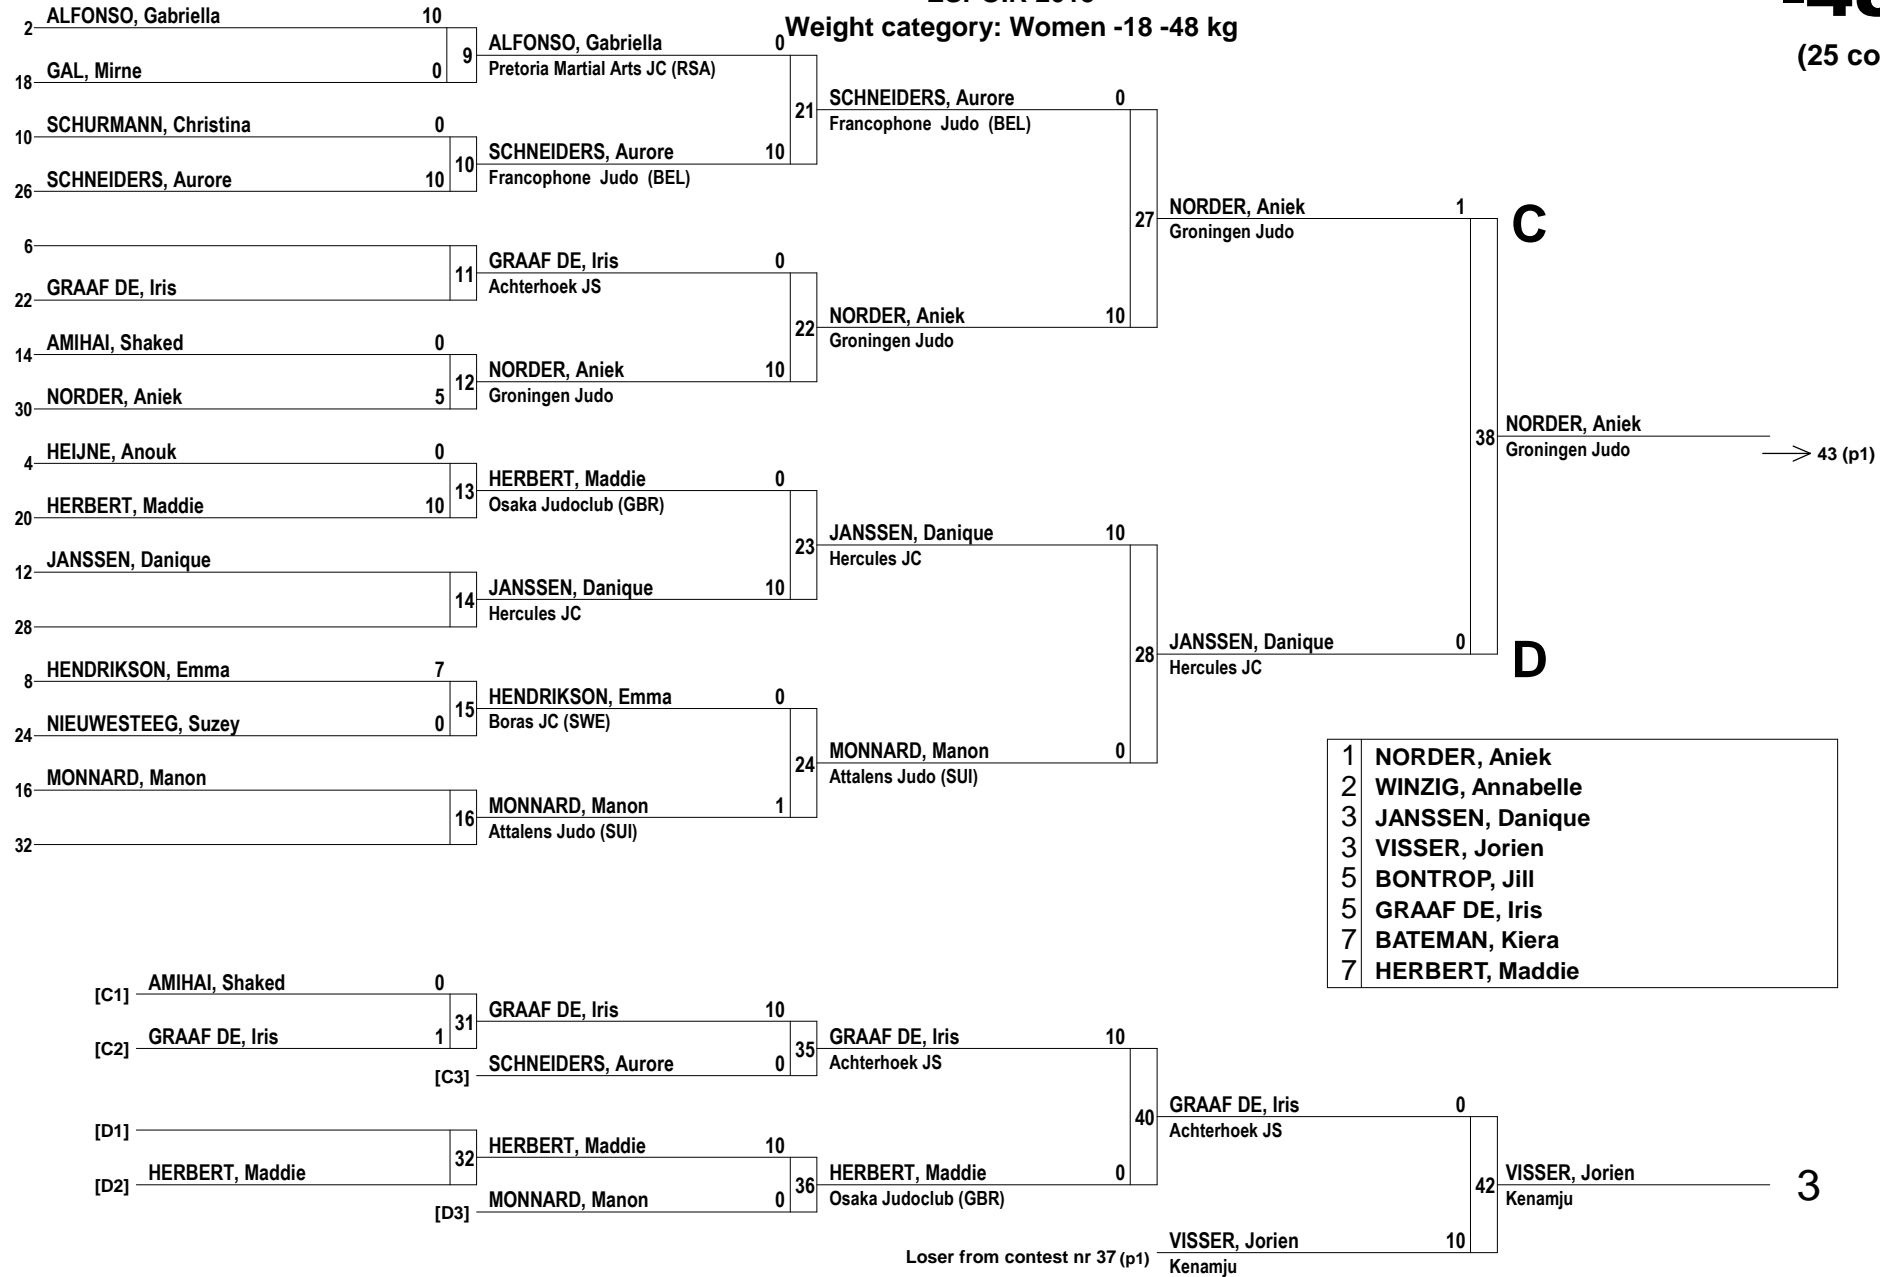 Weight category: Women -18 -48 kg
(25 co
2 ALFONSO, Gabriella 10
18 GAL, Mirne 0
9 ALFONSO, Gabriella 0
Pretoria Martial Arts JC (RSA)
10 SCHURMANN, Christina 0
26 SCHNEIDERS, Aurore 10
10 SCHNEIDERS, Aurore 10
Francophone Judo (BEL)
21 SCHNEIDERS, Aurore 0
Francophone Judo (BEL)
6
22 GRAAF DE, Iris
11 GRAAF DE, Iris 0
Achterhoek JS
14 AMIHAI, Shaked 0
30 NORDER, Aniek 5
12 NORDER, Aniek 10
Groningen Judo
22 NORDER, Aniek 10
Groningen Judo
27 NORDER, Aniek 1
Groningen Judo
C
4 HEIJNE, Anouk 0
20 HERBERT, Maddie 10
13 HERBERT, Maddie 0
Osaka Judoclub (GBR)
12 JANSSEN, Danique
28
14 JANSSEN, Danique 10
Hercules JC
23 JANSSEN, Danique 10
Hercules JC
8 HENDRIKSON, Emma 7
24 NIEUWESTEEG, Suzey 0
15 HENDRIKSON, Emma 0
Boras JC (SWE)
16 MONNARD, Manon
32
16 MONNARD, Manon 1
Attalens Judo (SUI)
24 MONNARD, Manon 0
Attalens Judo (SUI)
28 JANSSEN, Danique 0
Hercules JC
D
38 NORDER, Aniek
Groningen Judo
43 (p1)
1 NORDER, Aniek
2 WINZIG, Annabelle
3 JANSSEN, Danique
3 VISSER, Jorien
5 BONTROP, Jill
5 GRAAF DE, Iris
7 BATEMAN, Kiera
7 HERBERT, Maddie
[C1] AMIHAI, Shaked 0
[C2] GRAAF DE, Iris 1
31 GRAAF DE, Iris 10
[C3] SCHNEIDERS, Aurore 0
35 GRAAF DE, Iris 10
Achterhoek JS
[D1]
[D2] HERBERT, Maddie
32 HERBERT, Maddie 10
[D3] MONNARD, Manon 0
36 HERBERT, Maddie 0
Osaka Judoclub (GBR)
40 GRAAF DE, Iris 0
Achterhoek JS
Loser from contest nr 37 (p1) VISSER, Jorien 10
Kenamju
42 VISSER, Jorien
Kenamju
3